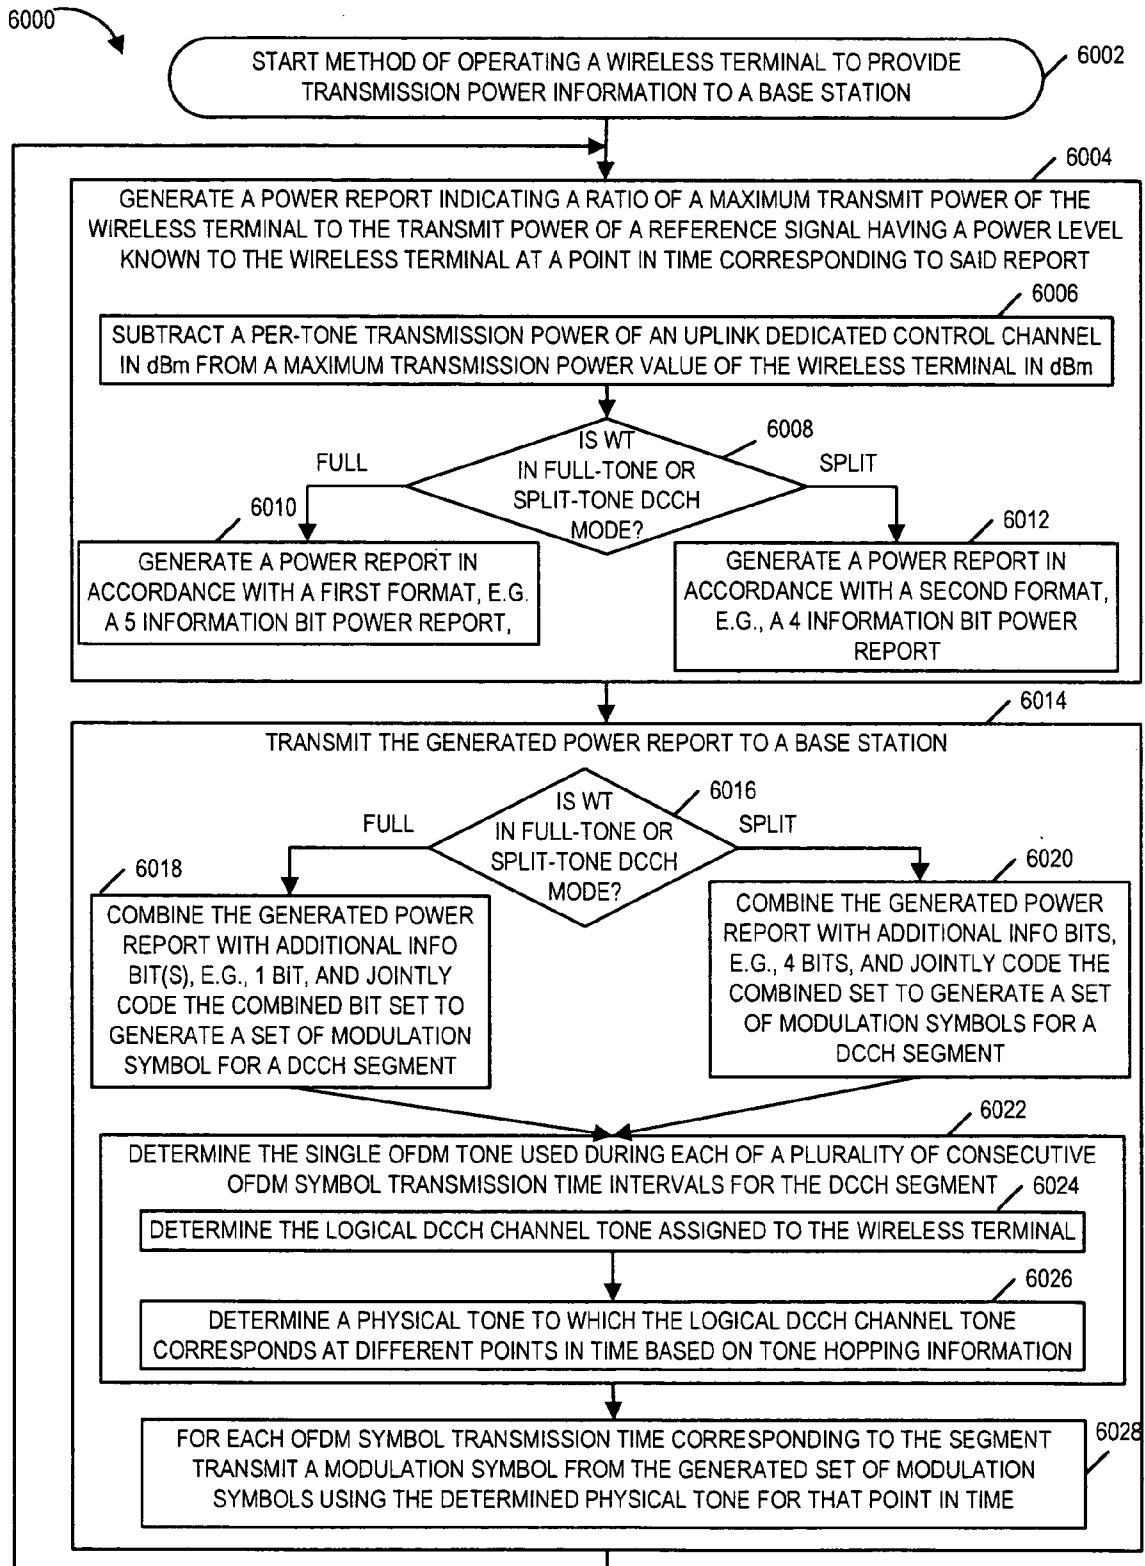 6000
START METHOD OF OPERATING A WIRELESS TERMINAL TO PROVIDE
TRANSMISSION POWER INFORMATION TO A BASE STATION
6002
6004
GENERATE A POWER REPORT INDICATING A RATIO OF A MAXIMUM TRANSMIT POWER OF THE
WIRELESS TERMINAL TO THE TRANSMIT POWER OF A REFERENCE SIGNAL HAVING A POWER LEVEL
KNOWN TO THE WIRELESS TERMINAL AT A POINT IN TIME CORRESPONDING TO SAID REPORT
6006
SUBTRACT A PER-TONE TRANSMISSION POWER OF AN UPLINK DEDICATED CONTROL CHANNEL
IN dBm FROM A MAXIMUM TRANSMISSION POWER VALUE OF THE WIRELESS TERMINAL IN dBm
6008
IS WT
IN FULL-TONE OR
SPLIT-TONE DCCH
MODE?
FULL
SPLIT
6010
GENERATE A POWER REPORT IN
ACCORDANCE WITH A FIRST FORMAT, E.G.
A 5 INFORMATION BIT POWER REPORT,
6012
GENERATE A POWER REPORT IN
ACCORDANCE WITH A SECOND FORMAT,
E.G., A 4 INFORMATION BIT POWER
REPORT
6014
TRANSMIT THE GENERATED POWER REPORT TO A BASE STATION
6016
IS WT
IN FULL-TONE OR
SPLIT-TONE DCCH
MODE?
FULL
SPLIT
6018
COMBINE THE GENERATED POWER
REPORT WITH ADDITIONAL INFO
BIT(S), E.G., 1 BIT, AND JOINTLY
CODE THE COMBINED BIT SET TO
GENERATE A SET OF MODULATION
SYMBOL FOR A DCCH SEGMENT
6020
COMBINE THE GENERATED POWER
REPORT WITH ADDITIONAL INFO BITS,
E.G., 4 BITS, AND JOINTLY CODE THE
COMBINED SET TO GENERATE A SET
OF MODULATION SYMBOLS FOR A
DCCH SEGMENT
6022
DETERMINE THE SINGLE OFDM TONE USED DURING EACH OF A PLURALITY OF CONSECUTIVE
OFDM SYMBOL TRANSMISSION TIME INTERVALS FOR THE DCCH SEGMENT
6024
DETERMINE THE LOGICAL DCCH CHANNEL TONE ASSIGNED TO THE WIRELESS TERMINAL
6026
DETERMINE A PHYSICAL TONE TO WHICH THE LOGICAL DCCH CHANNEL TONE
CORRESPONDS AT DIFFERENT POINTS IN TIME BASED ON TONE HOPPING INFORMATION
6028
FOR EACH OFDM SYMBOL TRANSMISSION TIME CORRESPONDING TO THE SEGMENT
TRANSMIT A MODULATION SYMBOL FROM THE GENERATED SET OF MODULATION
SYMBOLS USING THE DETERMINED PHYSICAL TONE FOR THAT POINT IN TIME